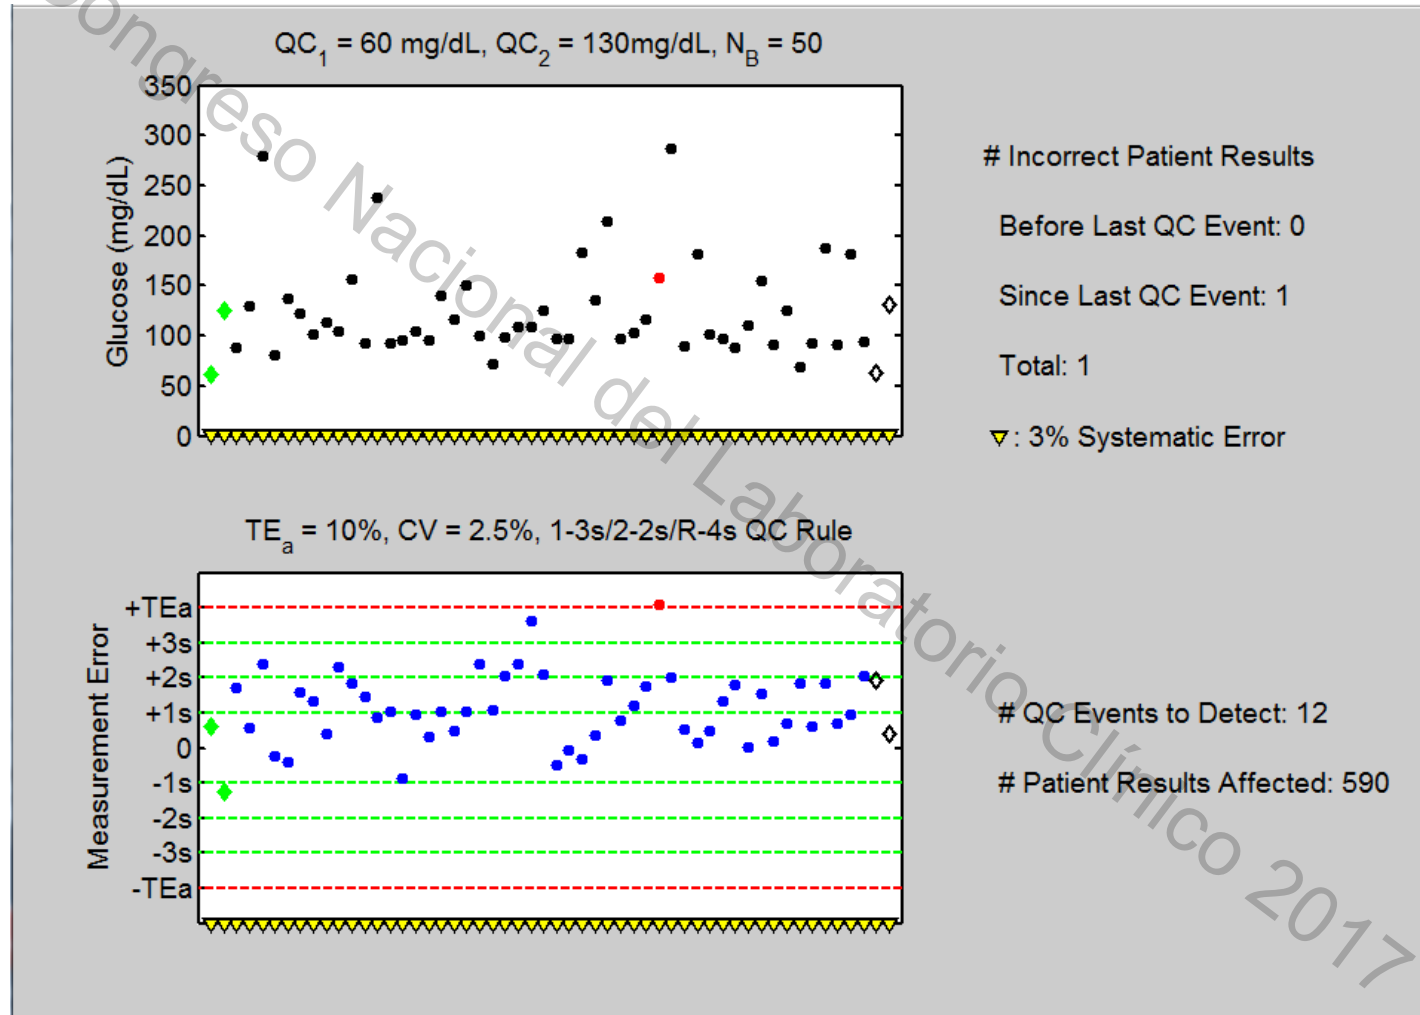 QC1 = 60 mg/dL, QC2 = 130mg/dL, NB = 50
350
300
250
200
150
100
50
0
Glucose (mg/dL)
# Incorrect Patient Results
Before Last QC Event: 0
Since Last QC Event: 1
Total: 1
: 3% Systematic Error
TEa = 10%, CV = 2.5%, 1-3s/2-2s/R-4s QC Rule
+TEa
+3s
+2s
+1s
0
-1s
-2s
-3s
-TEa
Measurement Error
# QC Events to Detect: 12
# Patient Results Affected: 590
ongreso Nacional del Laboratorio Clínico 2017